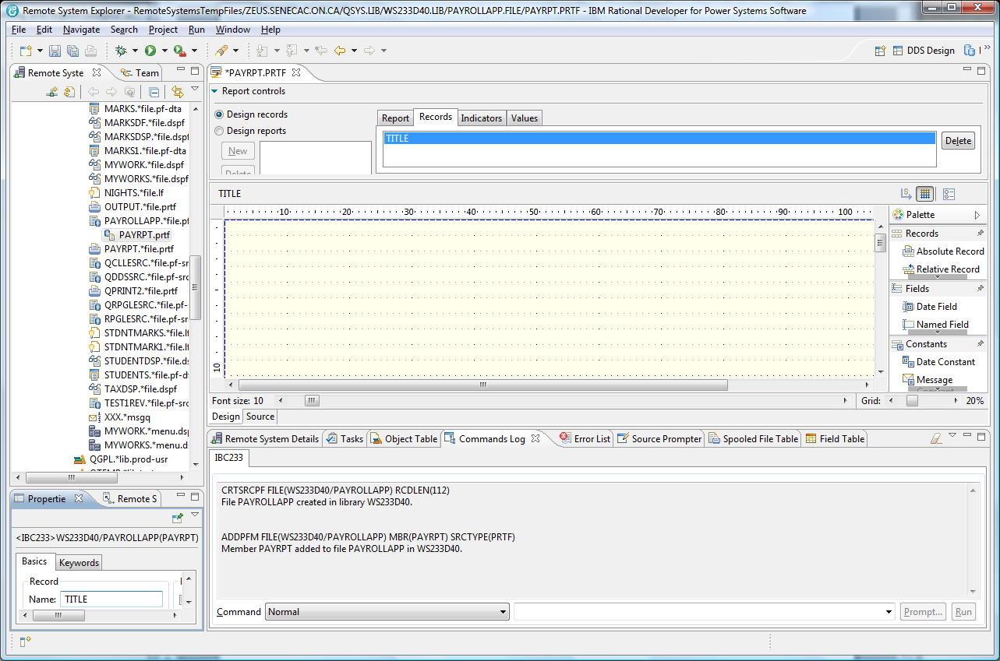 Remote System Explorer - RemoteSystemsTempFiles/ZEUS.SENECAC.ON.CA/QSYS.LIB/WS233D40.LIB/PAYROLLAPP.FILE/PAYRPT.PRTF - IBM Rational Developer for Power Systems Software
File Edit Navigate Search Project Run Window Help
DDS Design
Remote Syste
Team
MARKS.*file.pf-dta
MARKSDF.*file.dspf
MARKSDSP.*file.dspf
MARKS1.*file.pf-dta
MYWORK.*file.dspf
MYWORKS.*file.dspf
NIGHTS.*file.lf
OUTPUT.*file.prtf
PAYROLLAPP.*file.pf
PAYRPT.prtf
PAYRPT.*file.prtf
QCLLESRC.*file.pf-src
QDDSSRC.*file.pf-src
QPRINT2.*file.prtf
QRPGLESRC.*file.pf-
RPGLESRC.*file.pf-sr
STDNTMARKS.*file.lf
STDNTMARK1.*file.lf
STUDENTDSP.*file.ds
STUDENTS.*file.pf-d
TAXDSP.*file.dspf
TEST1REV.*file.pf-src
XXX.*msgq
MYWORK.*menu.dsp
MYWORKS.*menu.d
QGPL.*lib.prod-usr
Propertie
Remote S
<IBC233>WS233D40/PAYROLLAPP(PAYRPT)
Basics Keywords
Record
Name: TITLE
*PAYRPT.PRTF
Report controls
Design records
Design reports
New
Delete
Report Records Indicators Values
TITLE
Delete
TITLE
10 20 30 40 50 60 70 80 90 100
10
Palette
Records
Absolute Record
Relative Record
Fields
Date Field
Named Field
Constants
Date Constant
Message
Constant
Font size: 10
Grid: 20%
Design Source
Remote System Details Tasks Object Table Commands Log Error List Source Prompter Spooled File Table Field Table
IBC233
CRTSRCPF FILE(WS233D40/PAYROLLAPP) RCDLEN(112)
File PAYROLLAPP created in library WS233D40.
ADDPFM FILE(WS233D40/PAYROLLAPP) MBR(PAYRPT) SRCTYPE(PRTF)
Member PAYRPT added to file PAYROLLAPP in WS233D40.
Command Normal Prompt... Run